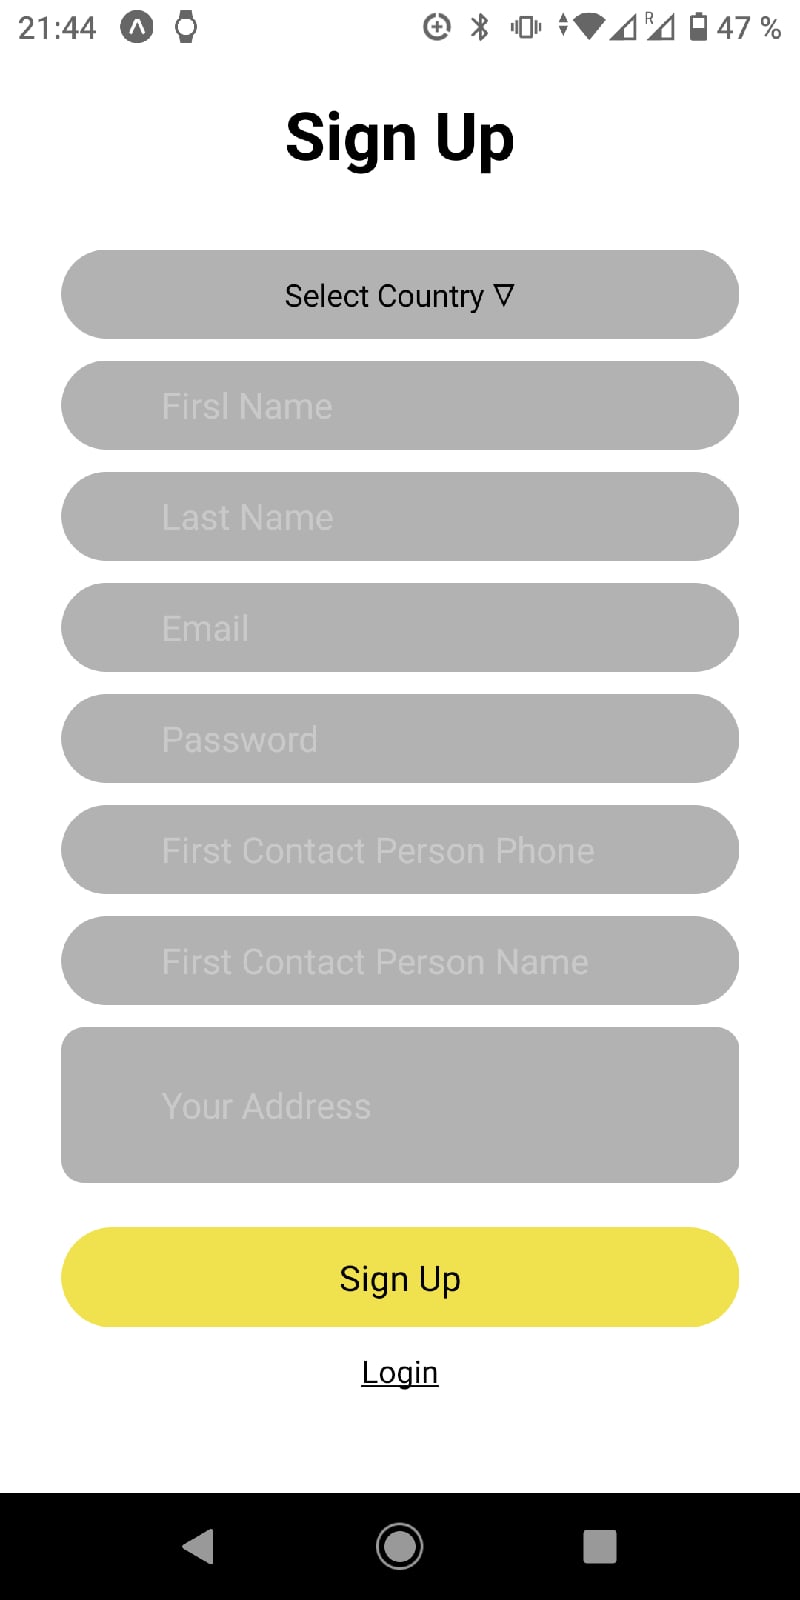 21:44 R 47 %
Sign Up
Select Country ▽
Firsl Name
Last Name
Email
Password
First Contact Person Phone
First Contact Person Name
Your Address
Sign Up
Login